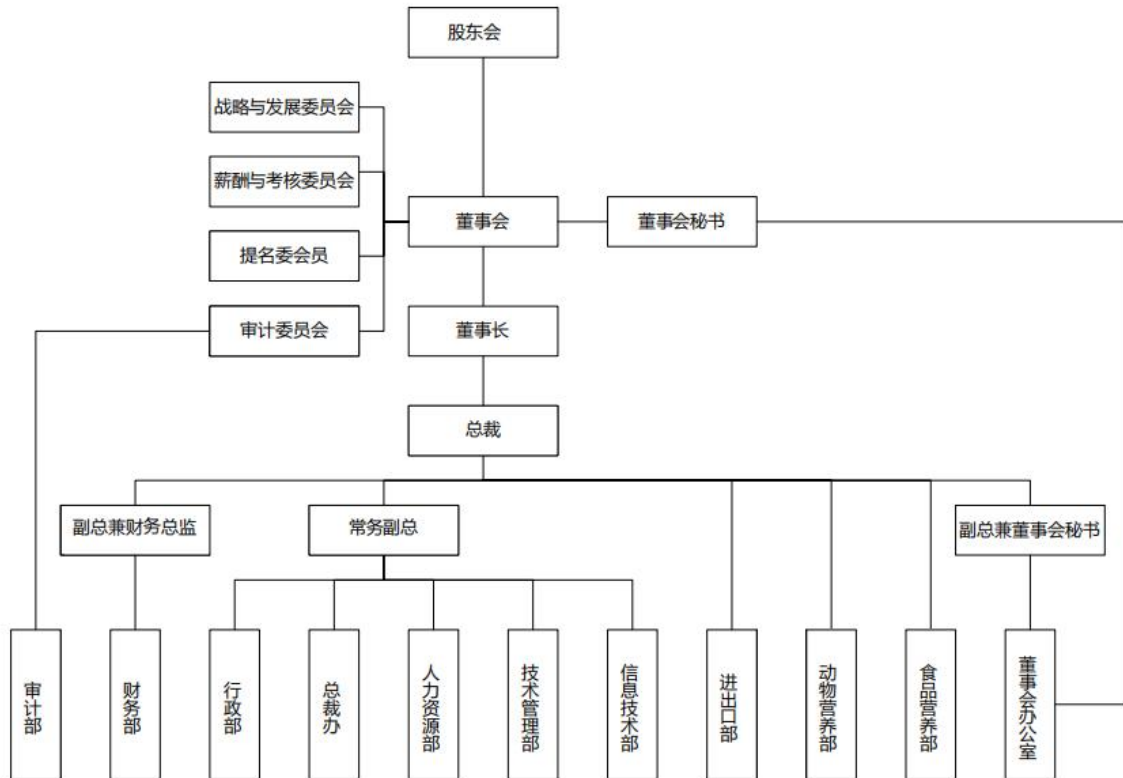 股东会
战略与发展委员会
薪酬与考核委员会
董事会
董事会秘书
提名委会员
审计委员会
董事长
总裁
副总兼财务总监
常务副总
副总兼董事会秘书
审计部
财务部
行政部
总裁办
人力资源部
技术管理部
信息技术部
进出口部
动物营养部
食品营养部
董事会办公室